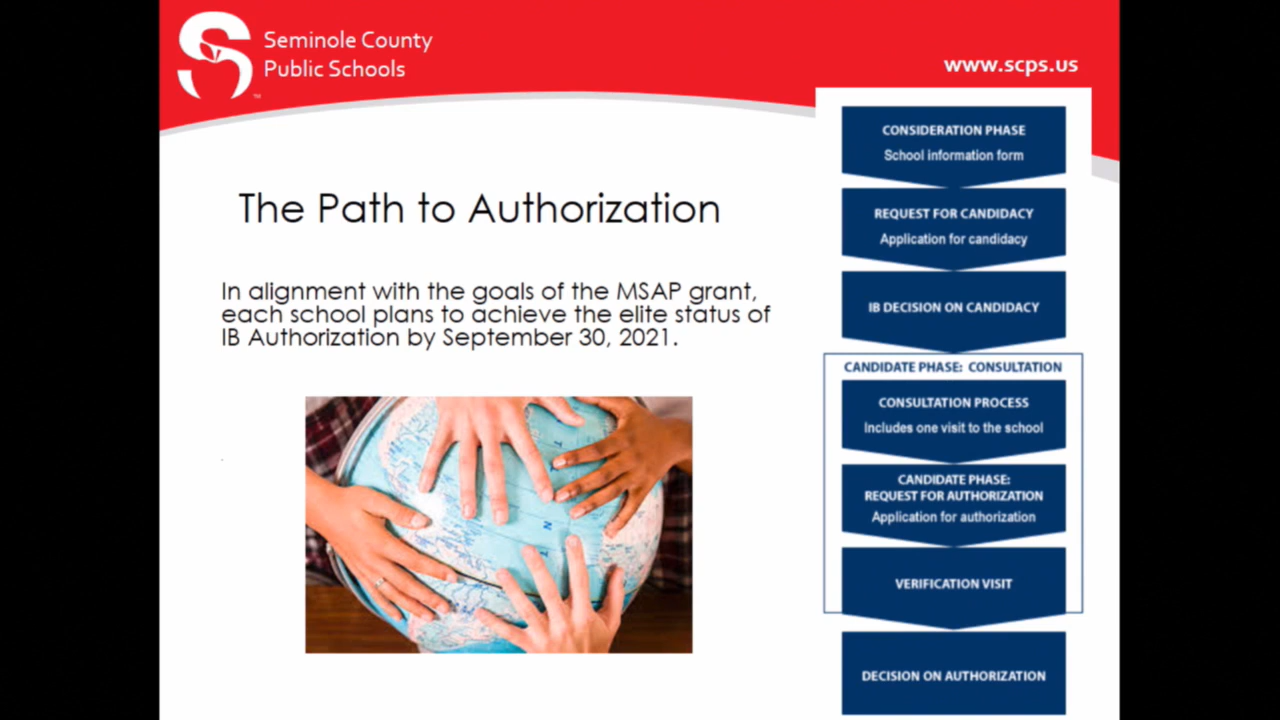 Seminole County
Public Schools
www.scps.us
The Path to Authorization
In alignment with the goals of the MSAP grant,
each school plans to achieve the elite status of
IB Authorization by September 30, 2021.
CONSIDERATION PHASE
School information form
REQUEST FOR CANDIDACY
Application for candidacy
IB DECISION ON CANDIDACY
CANDIDATE PHASE: CONSULTATION
CONSULTATION PROCESS
Includes one visit to the school
CANDIDATE PHASE:
REQUEST FOR AUTHORIZATION
Application for authorization
VERIFICATION VISIT
DECISION ON AUTHORIZATION